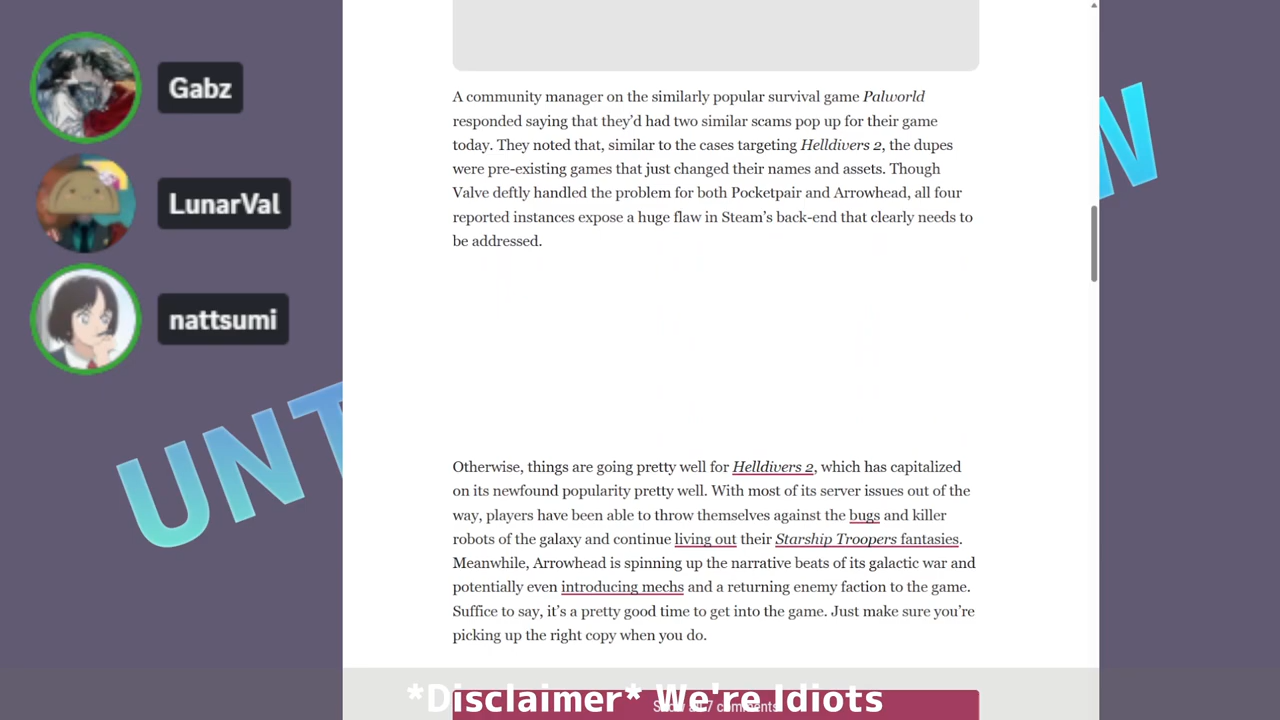 Gabz
LunarVal
nattsumi
UNT
W
A community manager on the similarly popular survival game Palworld
responded saying that they’d had two similar scams pop up for their game
today. They noted that, similar to the cases targeting Helldivers 2, the dupes
were pre-existing games that just changed their names and assets. Though
Valve deftly handled the problem for both Pocketpair and Arrowhead, all four
reported instances expose a huge flaw in Steam’s back-end that clearly needs to
be addressed.
Otherwise, things are going pretty well for Helldivers 2, which has capitalized
on its newfound popularity pretty well. With most of its server issues out of the
way, players have been able to throw themselves against the bugs and killer
robots of the galaxy and continue living out their Starship Troopers fantasies.
Meanwhile, Arrowhead is spinning up the narrative beats of its galactic war and
potentially even introducing mechs and a returning enemy faction to the game.
Suffice to say, it’s a pretty good time to get into the game. Just make sure you’re
picking up the right copy when you do.
*Disclaimer* We're Idiots